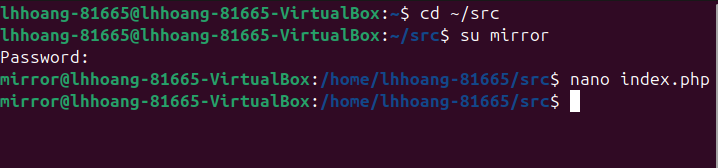 lhhoang-81665@lhhoang-81665-VirtualBox:~$ cd ~/src
lhhoang-81665@lhhoang-81665-VirtualBox:~/src$ su mirror
Password:
mirror@lhhoang-81665-VirtualBox:/home/lhhoang-81665/src$ nano index.php
mirror@lhhoang-81665-VirtualBox:/home/lhhoang-81665/src$